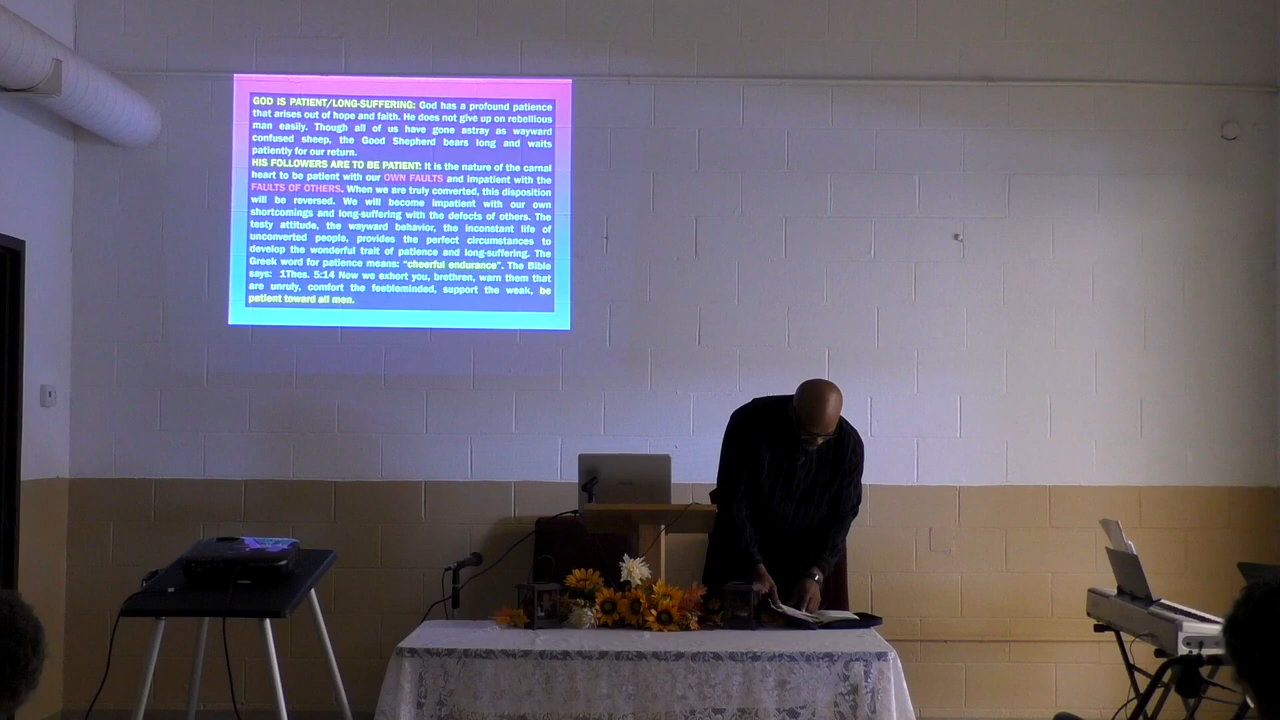 GOD IS PATIENT/LONG-SUFFERING: God has a profound patience
that arises out of hope and faith. He does not give up on rebellious
man easily. Though all of us have gone astray as wayward
confused sheep, the Good Shepherd bears long and waits
patiently for our return.
HIS FOLLOWERS ARE TO BE PATIENT: It is the nature of the carnal
heart to be patient with our OWN FAULTS and impatient with the
FAULTS OF OTHERS. When we are truly converted, this disposition
will be reversed. We will become impatient with our own
shortcomings and long-suffering with the defects of others. The
testy attitude, the wayward behavior, the inconstant life of
unconverted people, provides the perfect circumstances to
develop the wonderful trait of patience and long-suffering. The
Greek word for patience means: "cheerful endurance". The Bible
says: 1Thes. 5:14 Now we exhort you, brethren, warn them that
are unruly, comfort the feebleminded, support the weak, be
patient toward all men.